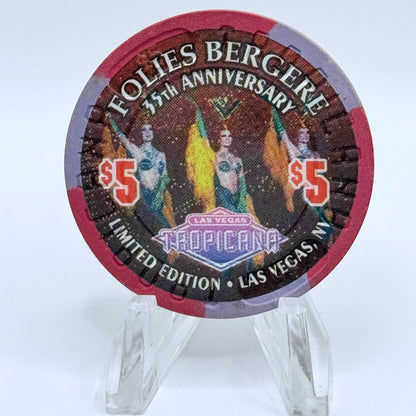 FOLIES BERGERE
35th ANNIVERSARY
$5 $5
LAS VEGAS
TROPICANA
LIMITED EDITION • LAS VEGAS, NV